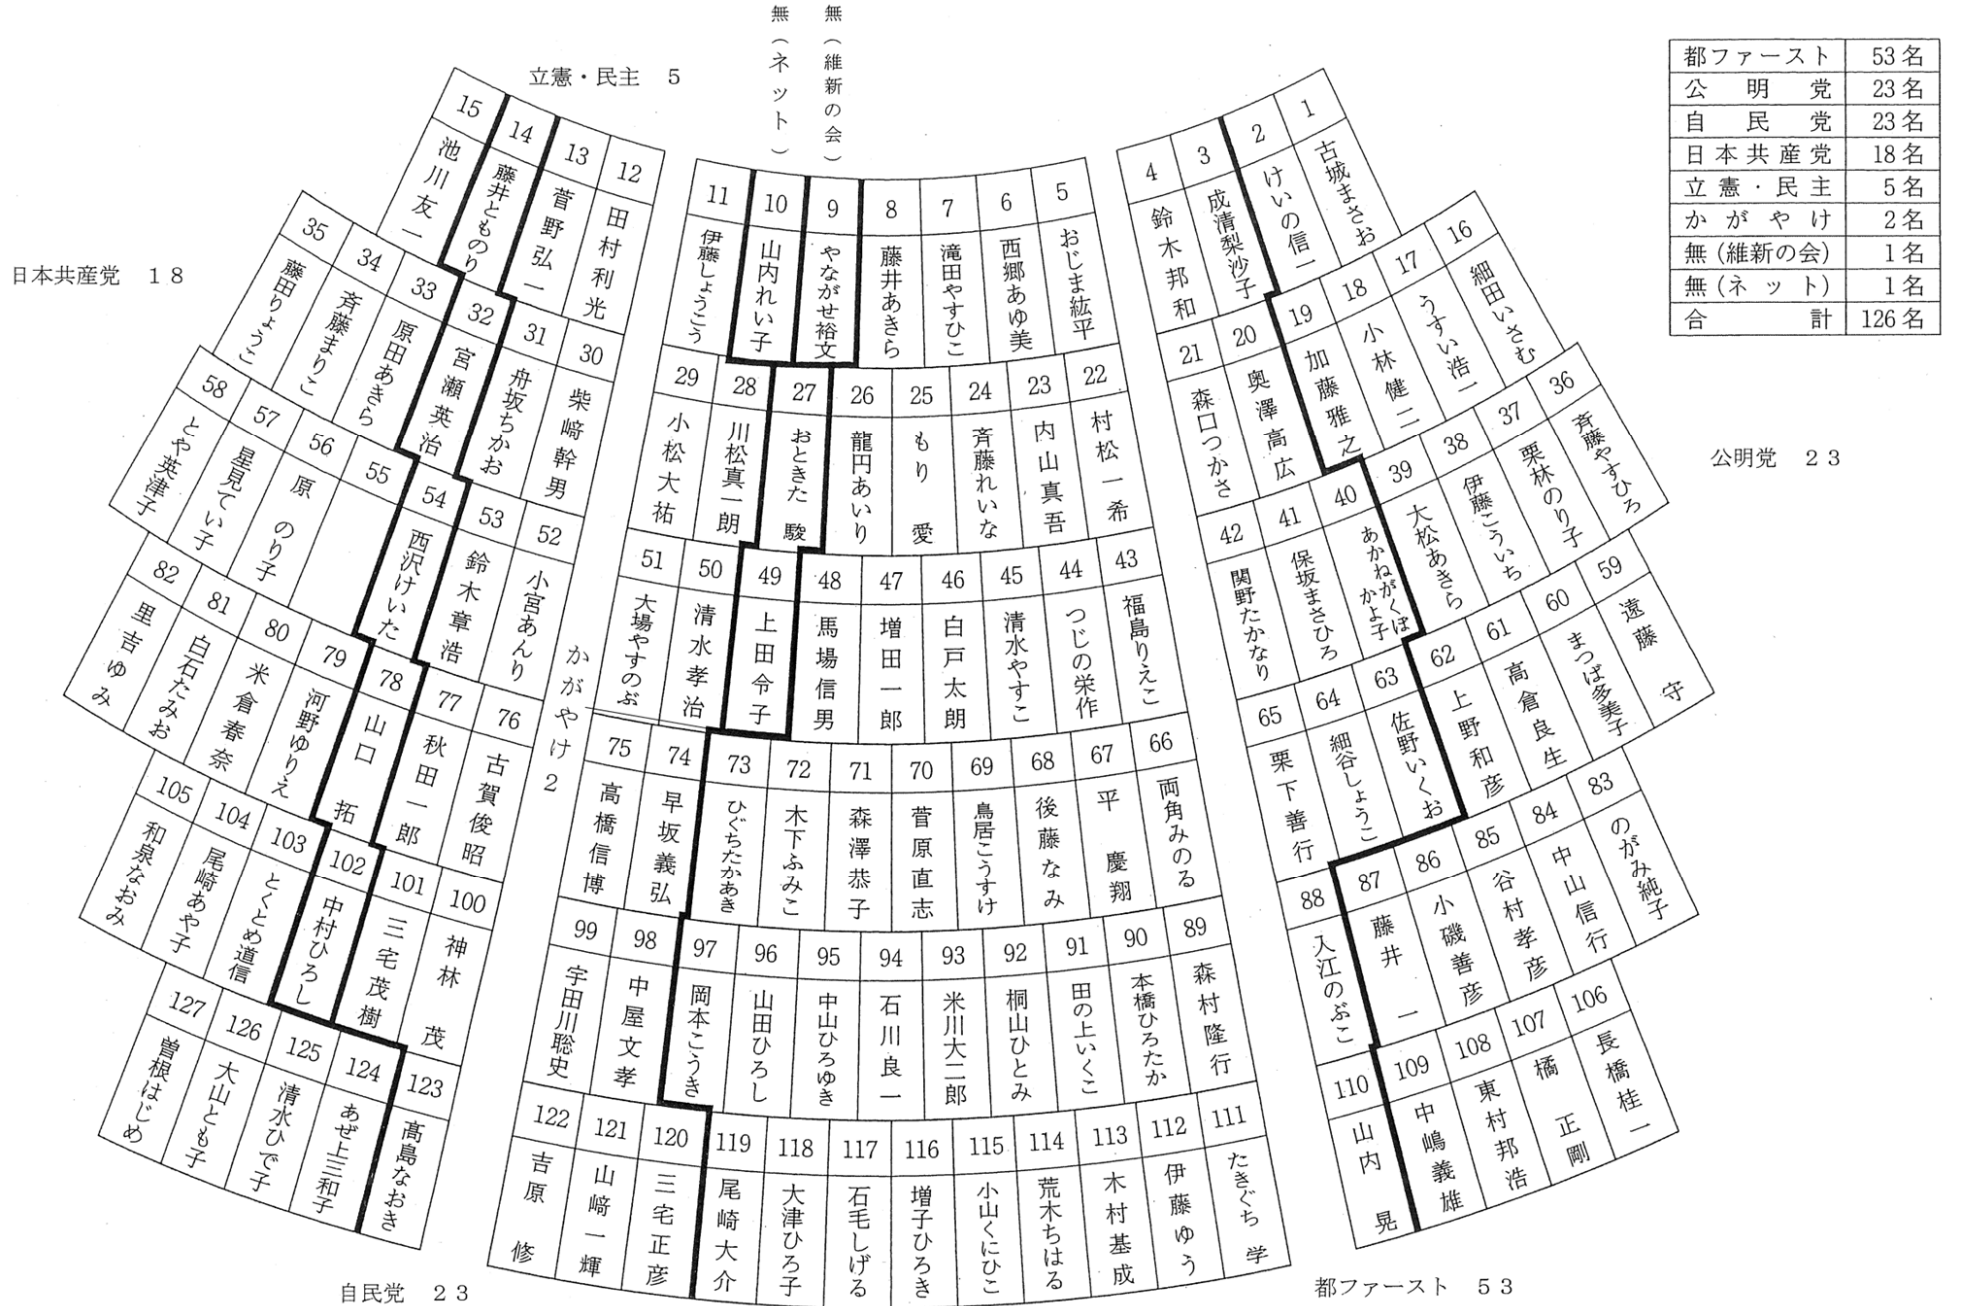 無（ネット）
無（維新の会）
立憲・民主　5
日本共産党　18
公明党　23
かがやけ2
自民党　23
都ファースト　53
都ファースト　53名
公明党　23名
自民党　23名
日本共産党　18名
立憲・民主　5名
かがやけ　2名
無(維新の会)　1名
無(ネット)　1名
合計　126名
1 古城まさお
2 けいの信一
3 成清梨沙子
4 鈴木邦和
5 おじま紘平
6 西郷あゆ美
7 滝田やすひこ
8 藤井あきら
9 やながせ裕文
10 山内れい子
11 伊藤しょうこう
12 田村利光
13 菅野弘一
14 藤井とものり
15 池川友一
16 細田いさむ
17 うすい浩一
18 小林健二
19 加藤雅之
20 奥澤高広
21 森口つかさ
22 村松一希
23 内山真吾
24 斉藤れいな
25 もり　愛
26 龍円あいり
27 おときた　駿
28 川松真一朗
29 小松大祐
30 柴﨑幹男
31 舟坂ちかお
32 宮瀬英治
33 原田あきら
34 斉藤まりこ
35 藤田りょうこ
36 斉藤やすひろ
37 栗林のり子
38 伊藤こういち
39 大松あきら
40 あかねがくぼかよ子
41 保坂まさひろ
42 関野たかなり
43 福島りえこ
44 つじの栄作
45 清水やすこ
46 白戸太朗
47 増田一郎
48 馬場信男
49 上田令子
50 清水孝治
51 大場やすのぶ
52 小宮あんり
53 鈴木章浩
54 西沢けいた
55
56 原　のり子
57 星見てい子
58 とや英津子
59 遠藤　守
60 まつば多美子
61 高倉良生
62 上野和彦
63 佐野いくお
64 細谷しょうこ
65 栗下善行
66 両角みのる
67 平　慶翔
68 後藤なみ
69 鳥居こうすけ
70 菅原直志
71 森澤恭子
72 木下ふみこ
73 ひぐちたかあき
74 早坂義弘
75 高橋信博
76 古賀俊昭
77 秋田一郎
78 山口　拓
79 河野ゆりえ
80 米倉春奈
81 白石たみお
82 里吉ゆみ
83 のがみ純子
84 中山信行
85 谷村孝彦
86 小磯善彦
87 藤井　一
88 入江のぶこ
89 森村隆行
90 本橋ひろたか
91 田の上いくこ
92 桐山ひとみ
93 米川大二郎
94 石川良一
95 中山ひろゆき
96 山田ひろし
97 岡本こうき
98 中屋文孝
99 宇田川聡史
100 神林　茂
101 三宅茂樹
102 中村ひろし
103 とくとめ道信
104 尾崎あや子
105 和泉なおみ
106 長橋桂一
107 橘　正剛
108 東村邦浩
109 中嶋義雄
110 山内　晃
111 たきぐち　学
112 伊藤ゆう
113 木村基成
114 荒木ちはる
115 小山くにひこ
116 増子ひろき
117 石毛しげる
118 大津ひろ子
119 尾崎大介
120 三宅正彦
121 山﨑一輝
122 吉原　修
123 髙島なおき
124 あぜ上三和子
125 清水ひで子
126 大山とも子
127 曽根はじめ